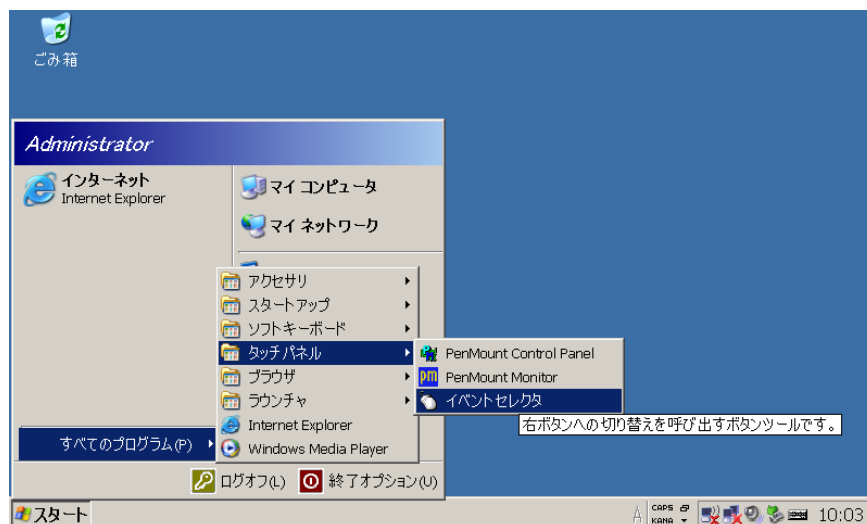 ごみ箱
Administrator
インターネット
Internet Explorer
マイ コンピュータ
マイ ネットワーク
アクセサリ
スタートアップ
ソフトキーボード
タッチパネル
ブラウザ
ラウンチャ
Internet Explorer
Windows Media Player
PenMount Control Panel
pm PenMount Monitor
イベントセレクタ
右ボタンへの切り替えを呼び出すボタンツールです。
すべてのプログラム(P)
ログオフ(L)
終了オプション(U)
スタート
A
CAPS
KANA
10:03